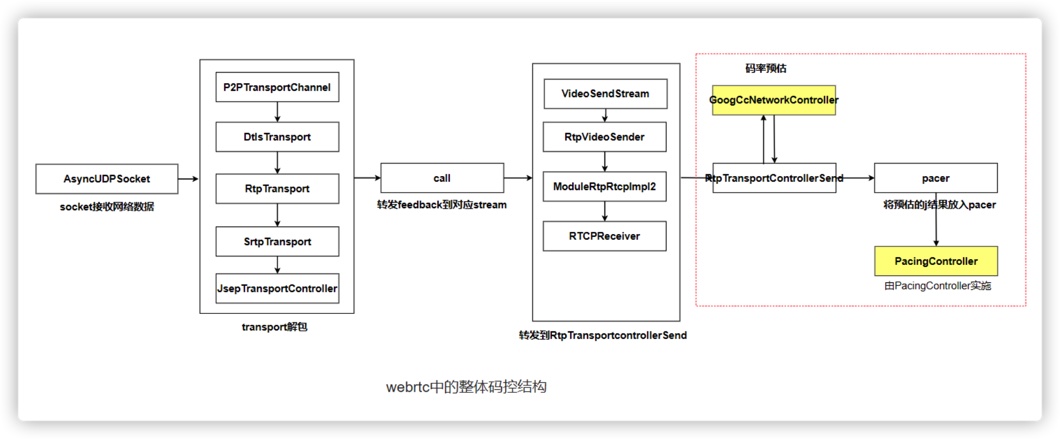 AsyncUDPSocket
socket接收网络数据
P2PTransportChannel
DtlsTransport
RtpTransport
SrtpTransport
JsepTransportController
transport解包
call
转发feedback到对应stream
VideoSendStream
RtpVideoSender
ModuleRtpRtcpImpl2
RTCPReceiver
转发到RtpTransportcontrollerSend
码率预估
GoogCcNetworkController
RtpTransportControllerSend
pacer
将预估的j结果放入pacer
PacingController
由PacingController实施
webrtc中的整体码控结构